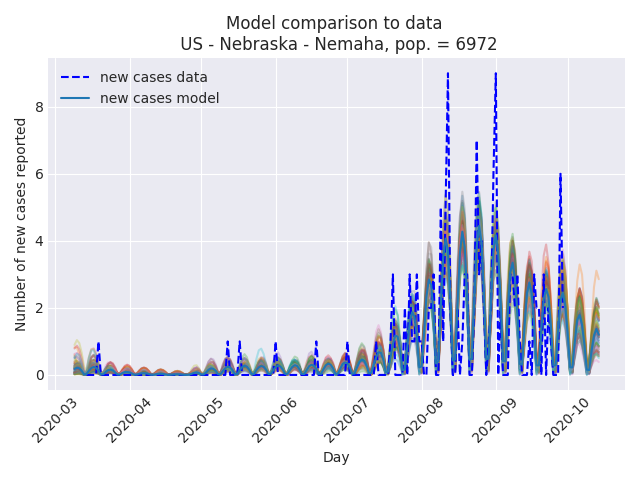 Model comparison to data
US - Nebraska - Nemaha, pop. = 6972
new cases data
new cases model
Number of new cases reported
8
6
4
2
0
2020-03
2020-04
2020-05
2020-06
2020-07
2020-08
2020-09
2020-10
Day